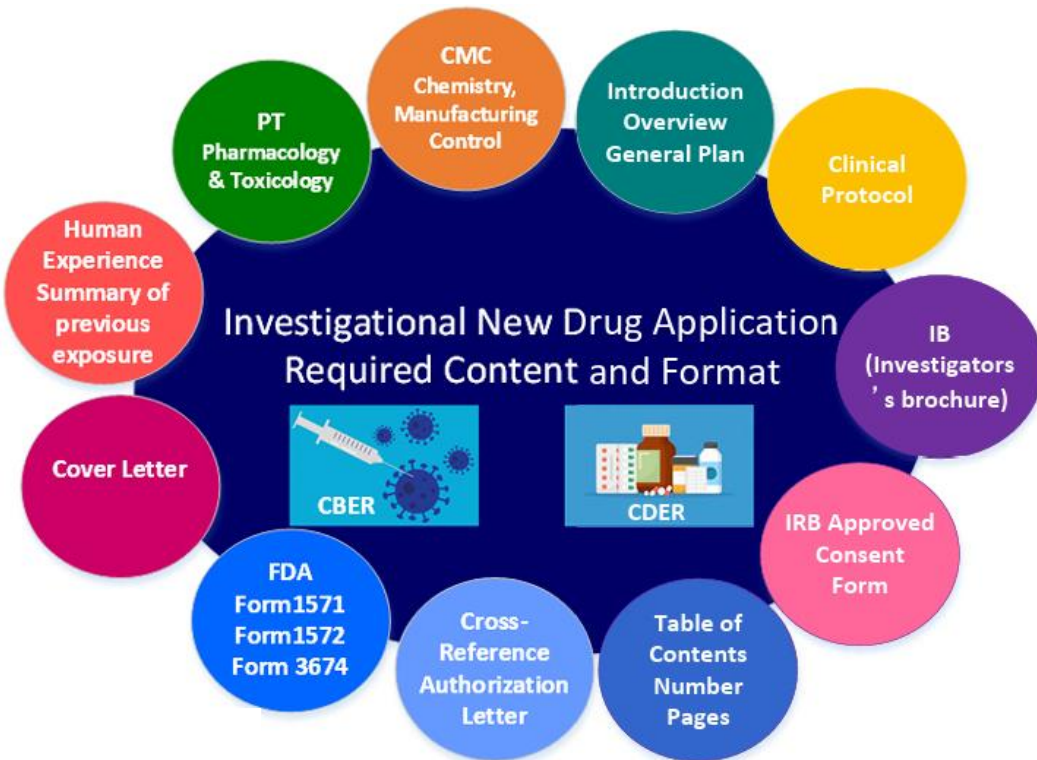 Investigational New Drug Application
Required Content and Format
CBER
CDER
CMC
Chemistry,
Manufacturing
Control
Introduction
Overview
General Plan
Clinical
Protocol
IB
(Investigators
’s brochure)
IRB Approved
Consent
Form
Table of
Contents
Number
Pages
Cross-
Reference
Authorization
Letter
FDA
Form1571
Form1572
Form 3674
Cover Letter
Human
Experience
Summary of
previous
exposure
PT
Pharmacology
& Toxicology